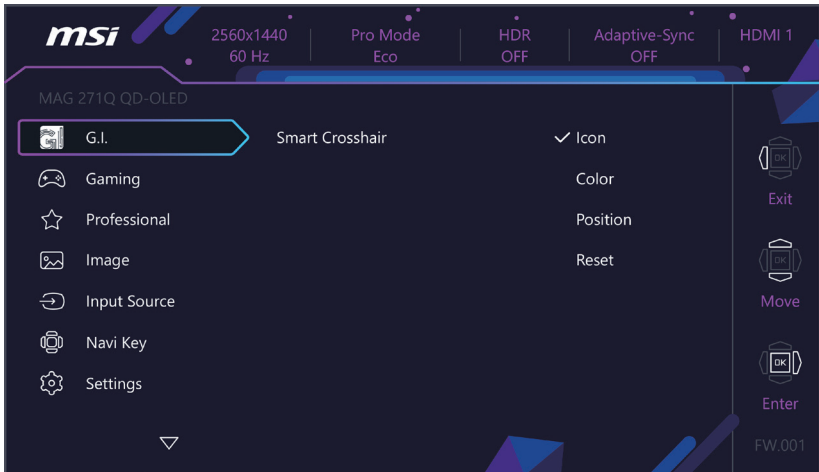 msi
2560x1440 Pro Mode HDR Adaptive-Sync HDMI 1
60 Hz Eco OFF OFF
MAG 271Q QD-OLED
G.I. Smart Crosshair Icon
Gaming Color
Professional Position
Image Reset
Input Source
Navi Key
Settings
OK
Exit
OK
Move
OK
Enter
FW.001